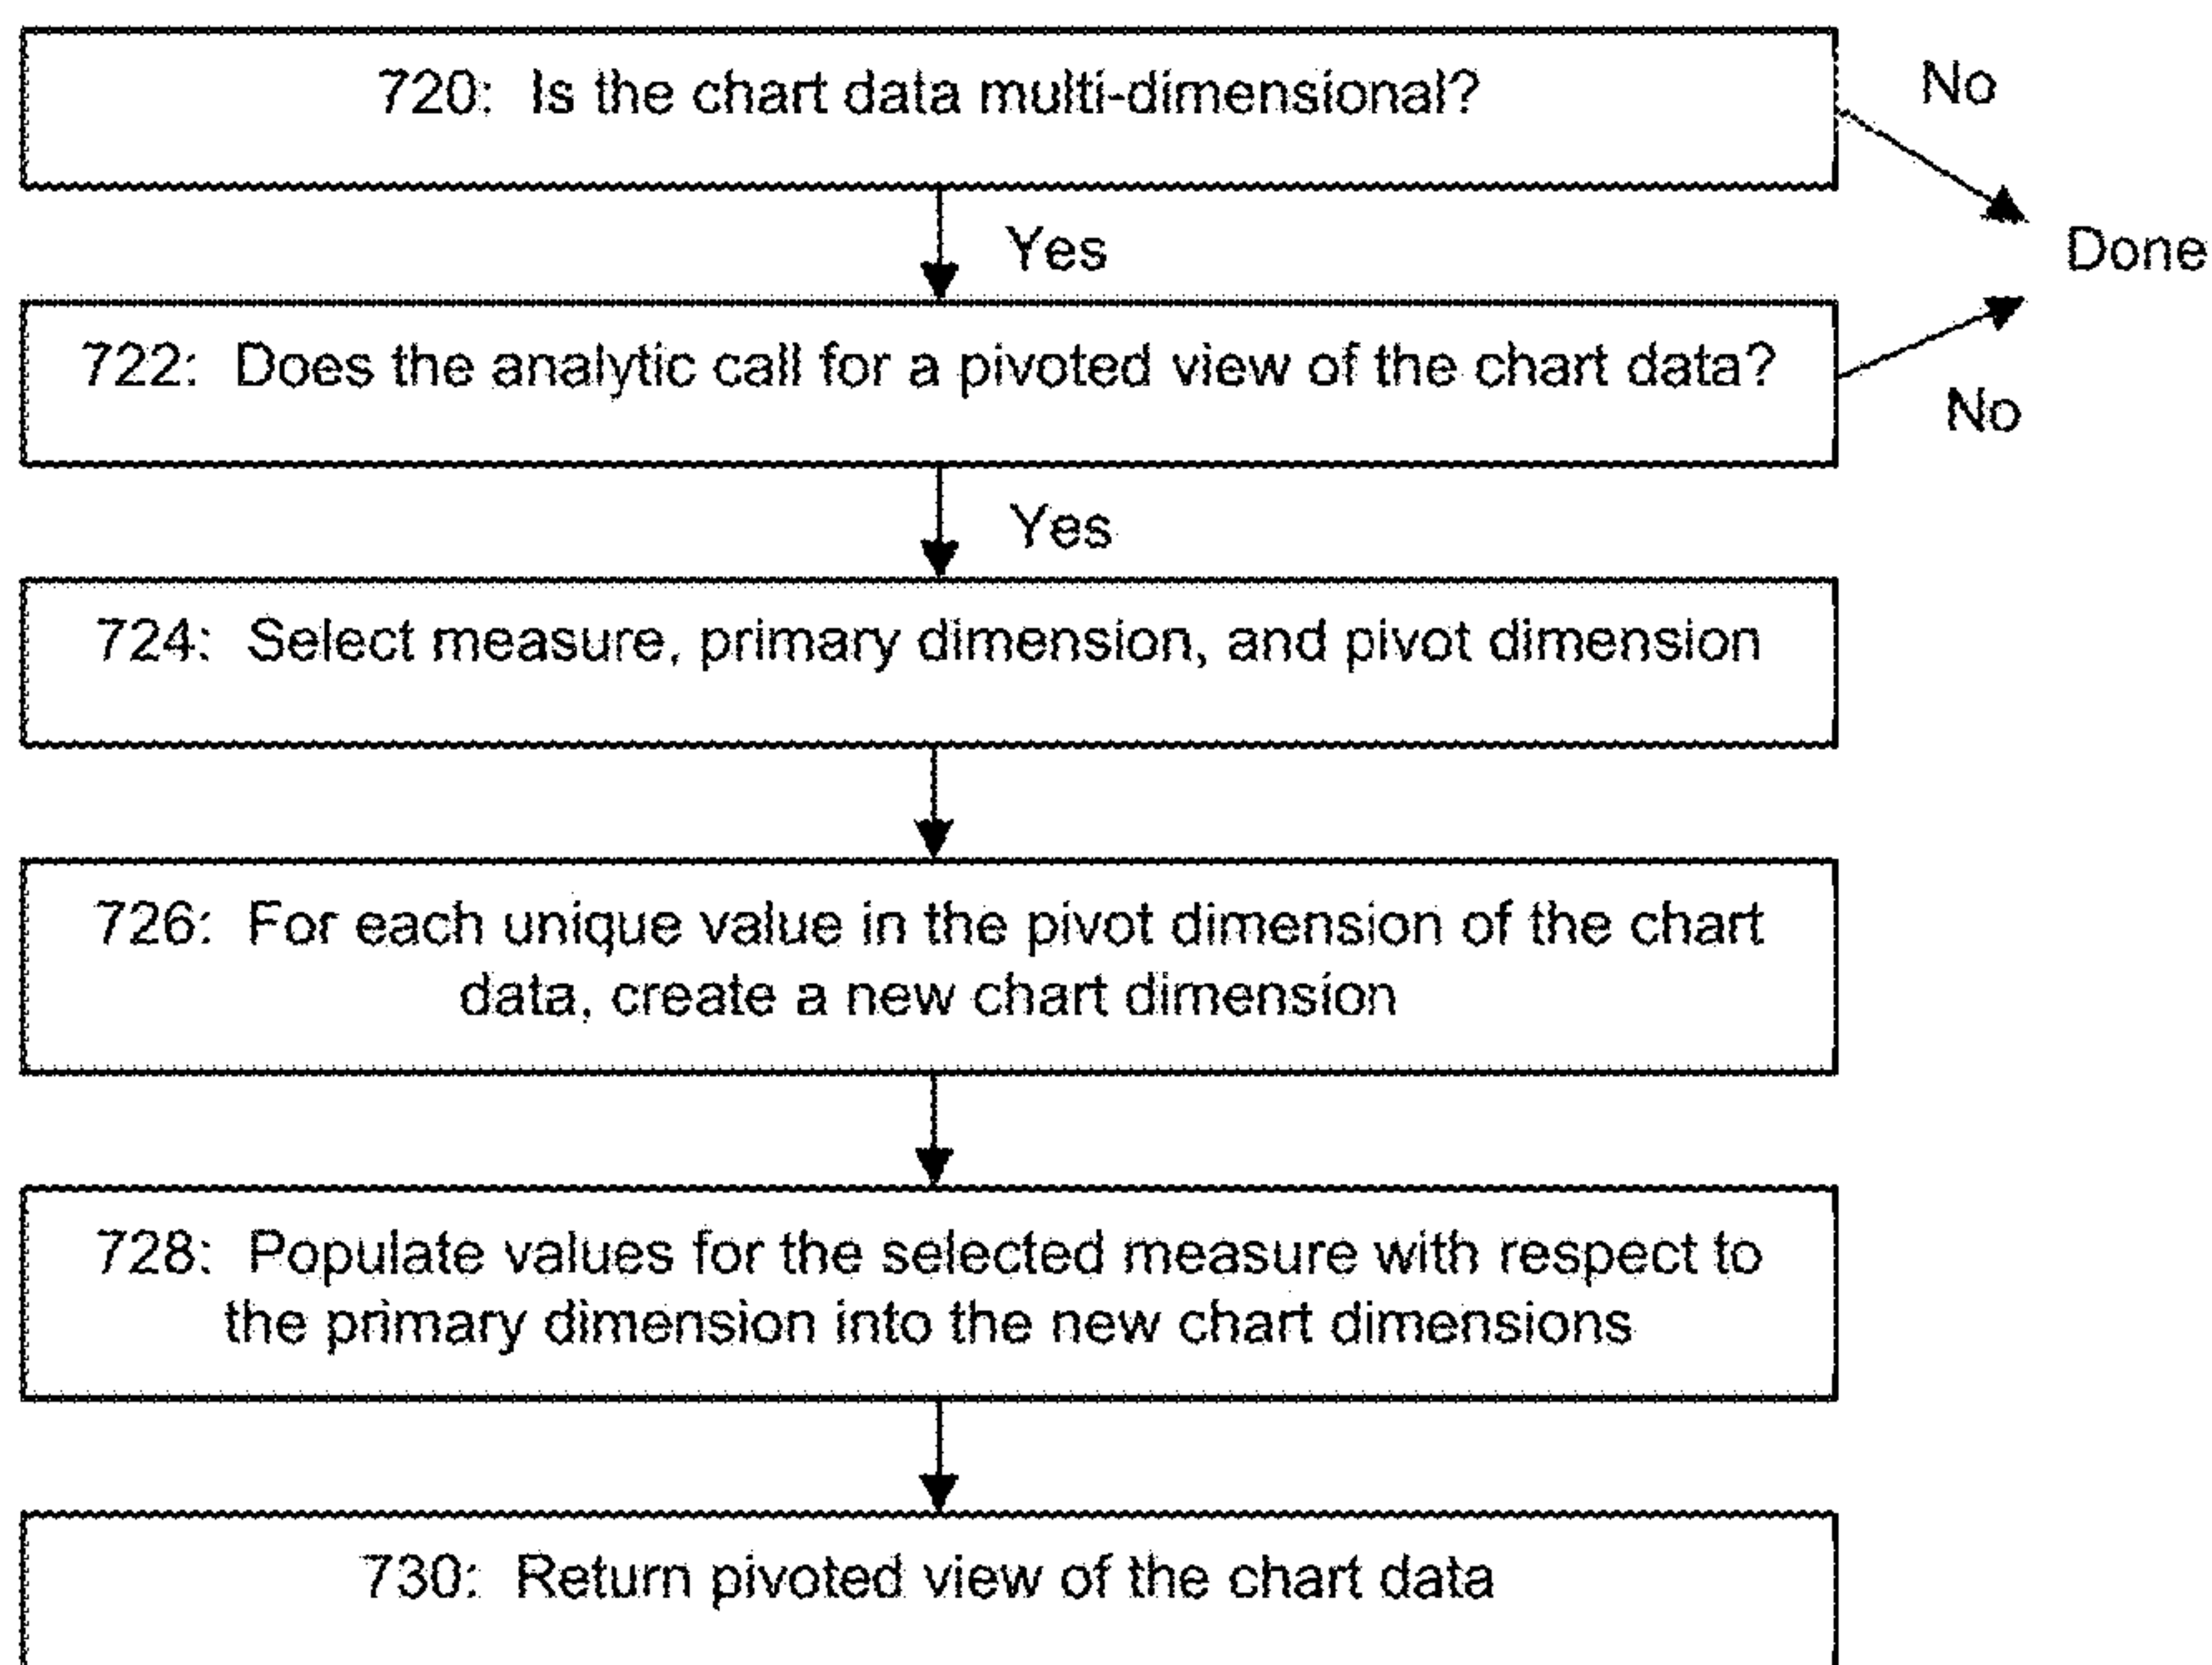 720: Is the chart data multi-dimensional?
No
Yes
Done
722: Does the analytic call for a pivoted view of the chart data?
No
Yes
724: Select measure, primary dimension, and pivot dimension
726: For each unique value in the pivot dimension of the chart
data, create a new chart dimension
728: Populate values for the selected measure with respect to
the primary dimension into the new chart dimensions
730: Return pivoted view of the chart data